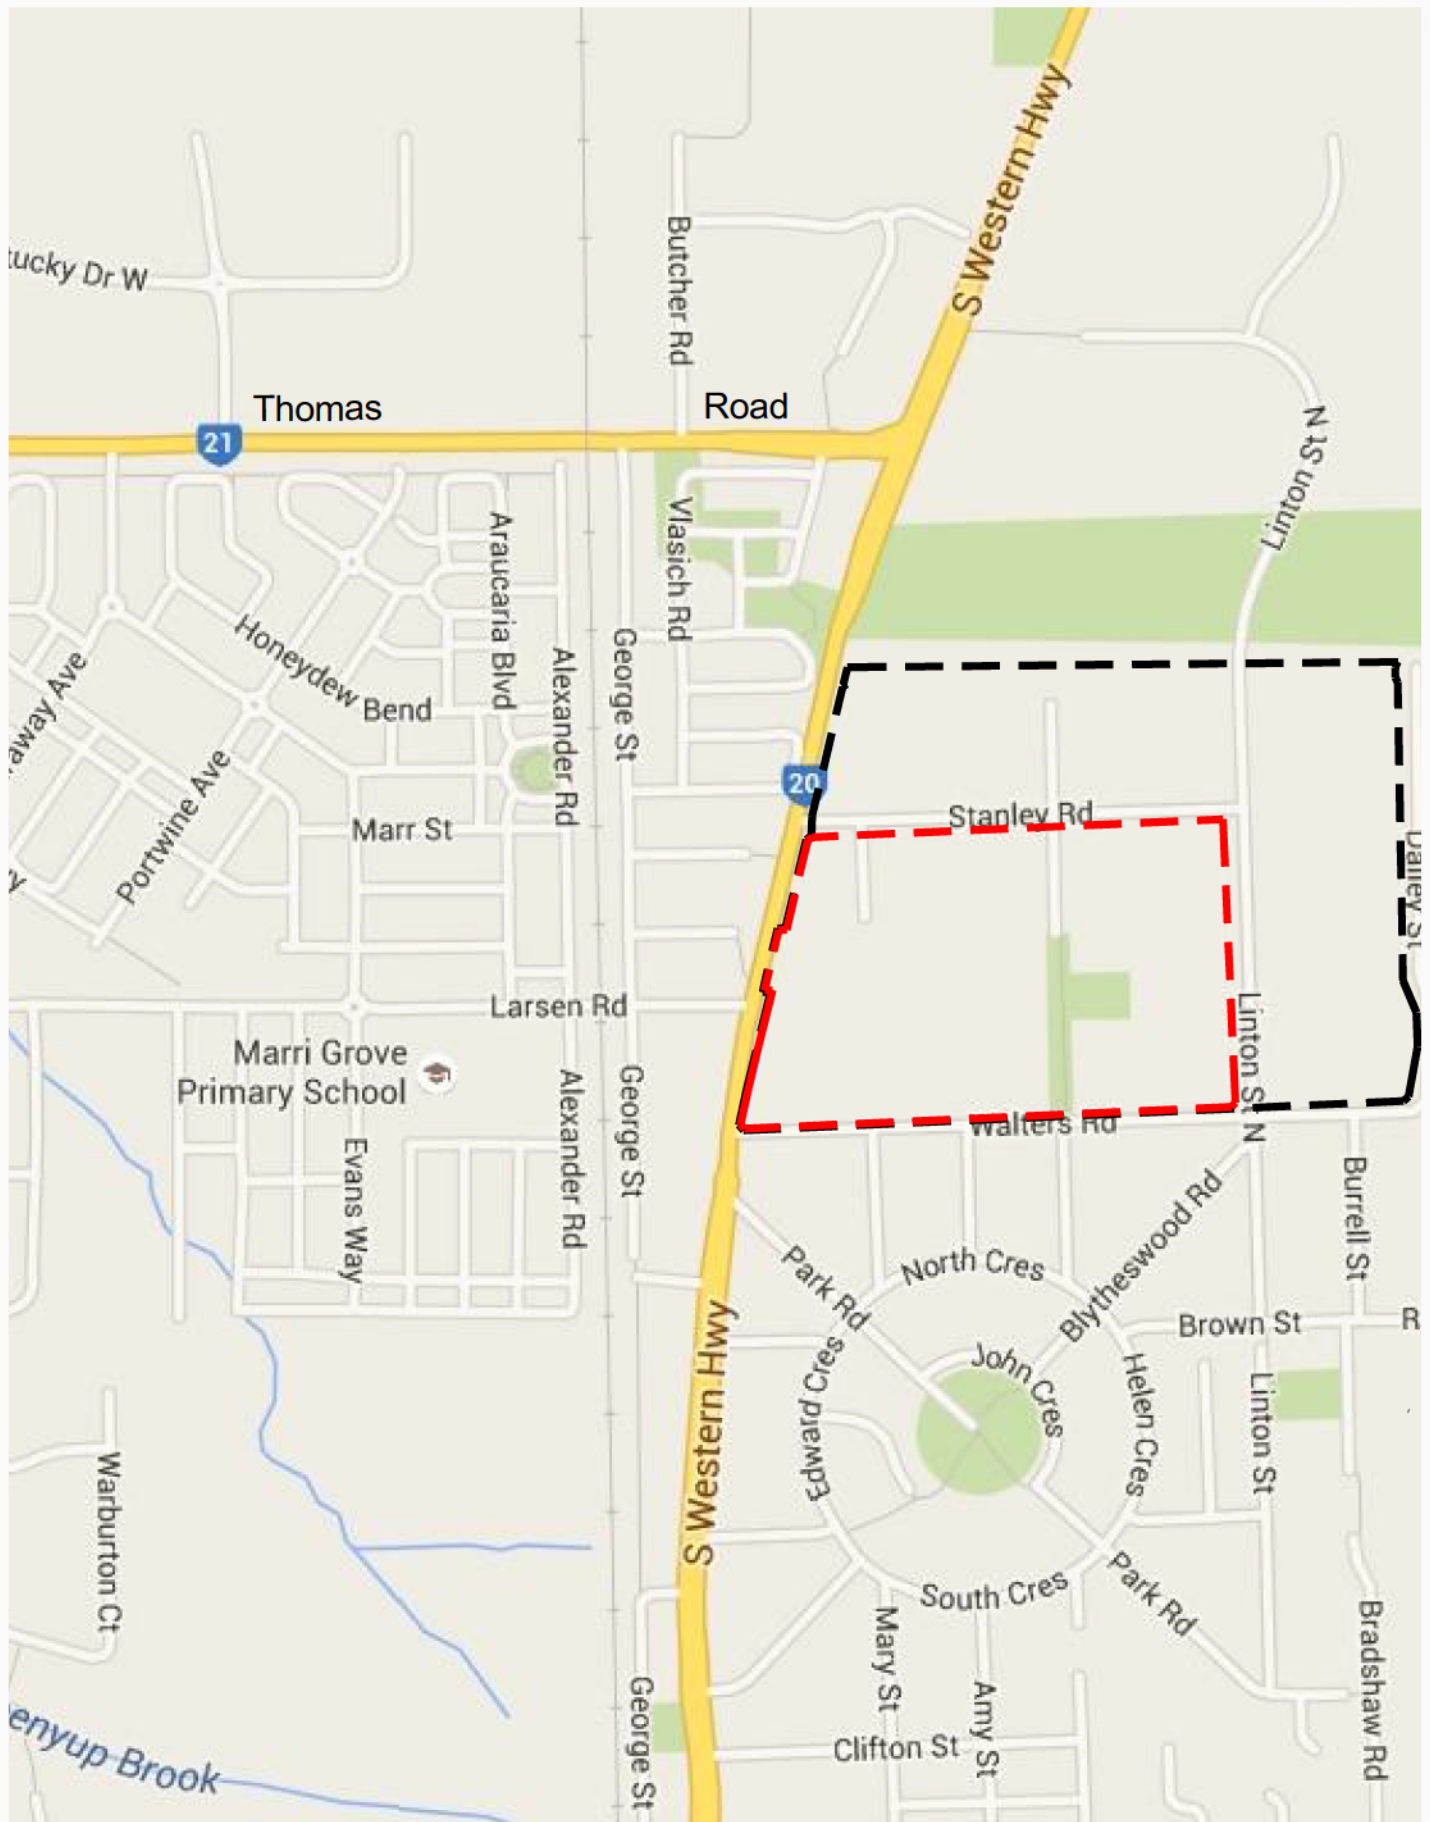 S Western Hwy
Butcher Rd
tucky Dr W
Thomas
Road
21
Linton St N
Vlasich Rd
Araucaria Blvd
Honeydew
Bend
Alexander Rd
George St
away Ave
Portwine Ave
Marr St
20
Stanley Rd
Dalley St
Larsen Rd
Linton St N
Marri Grove
Primary School
Alexander Rd
George St
Evans Way
Walters Rd
Burrell St
Blytheswood Rd
Park Rd
North Cres
Brown St
R
John Cres
Helen Cres
Edward Cres
Linton St
S Western Hwy
Warburton Ct
South Cres
Park Rd
Mary St
Amy St
Bradshaw Rd
George St
Clifton St
enyup Brook